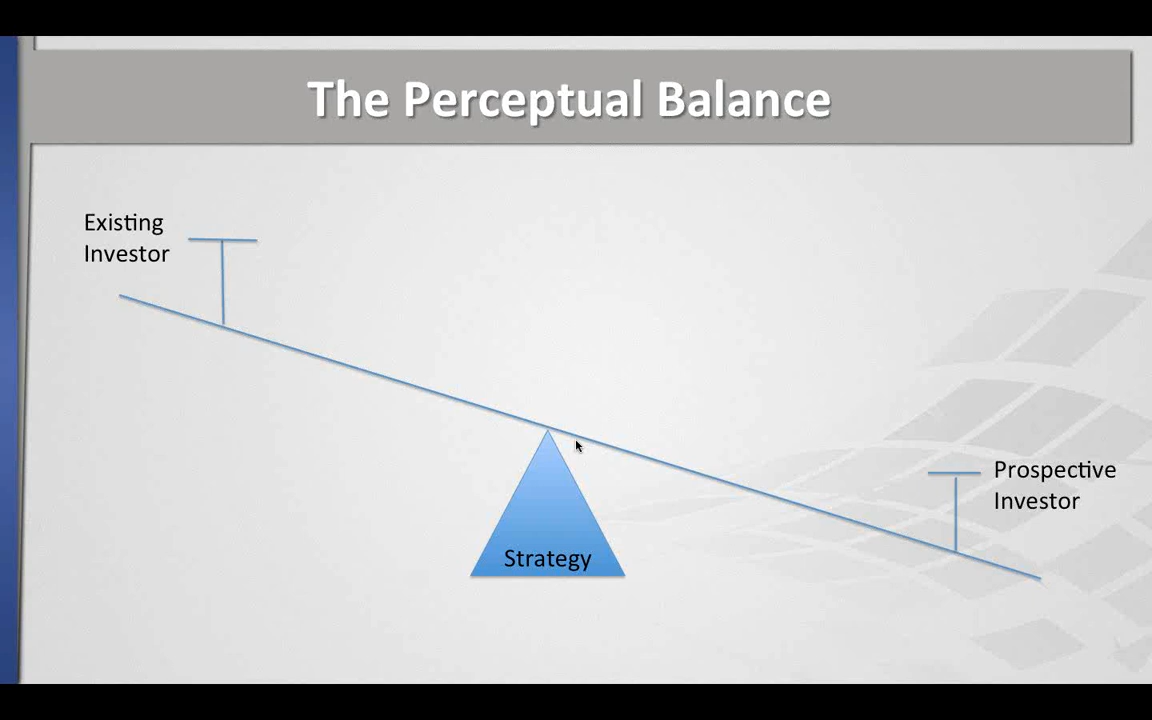 The Perceptual Balance
Existing
Investor
Prospective
Investor
Strategy